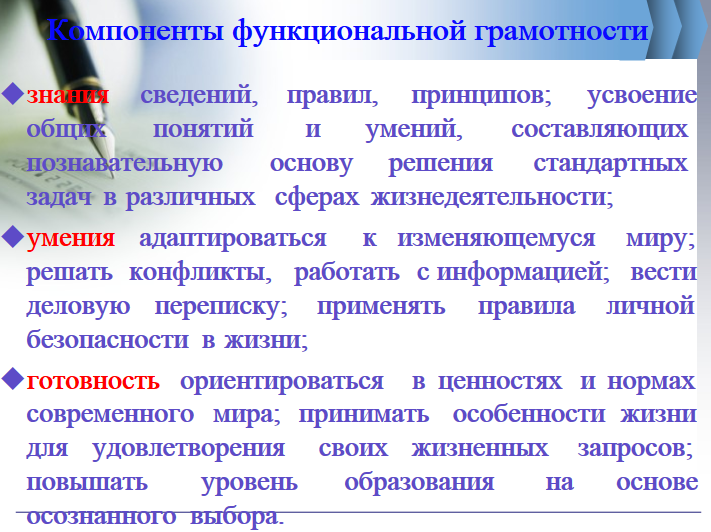 Компоненты функциональной грамотности
знания сведений, правил, принципов; усвоение
общих понятий и умений, составляющих
познавательную основу решения стандартных
задач в различных сферах жизнедеятельности;
умения адаптироваться к изменяющемуся миру;
решать конфликты, работать с информацией; вести
деловую переписку; применять правила личной
безопасности в жизни;
готовность ориентироваться в ценностях и нормах
современного мира; принимать особенности жизни
для удовлетворения своих жизненных запросов;
повышать уровень образования на основе
осознанного выбора.